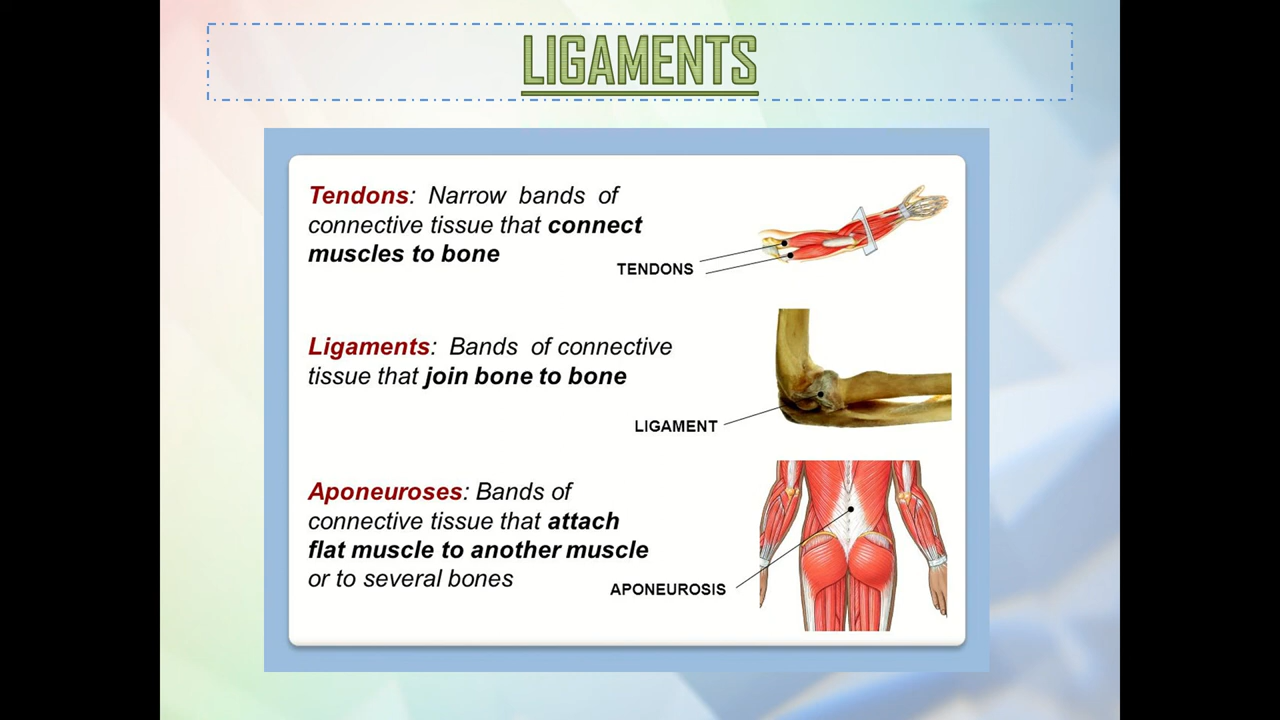 LIGAMENTS
Tendons: Narrow bands of
connective tissue that connect
muscles to bone
TENDONS
Ligaments: Bands of connective
tissue that join bone to bone
LIGAMENT
Aponeuroses: Bands of
connective tissue that attach
flat muscle to another muscle
or to several bones
APONEUROSIS